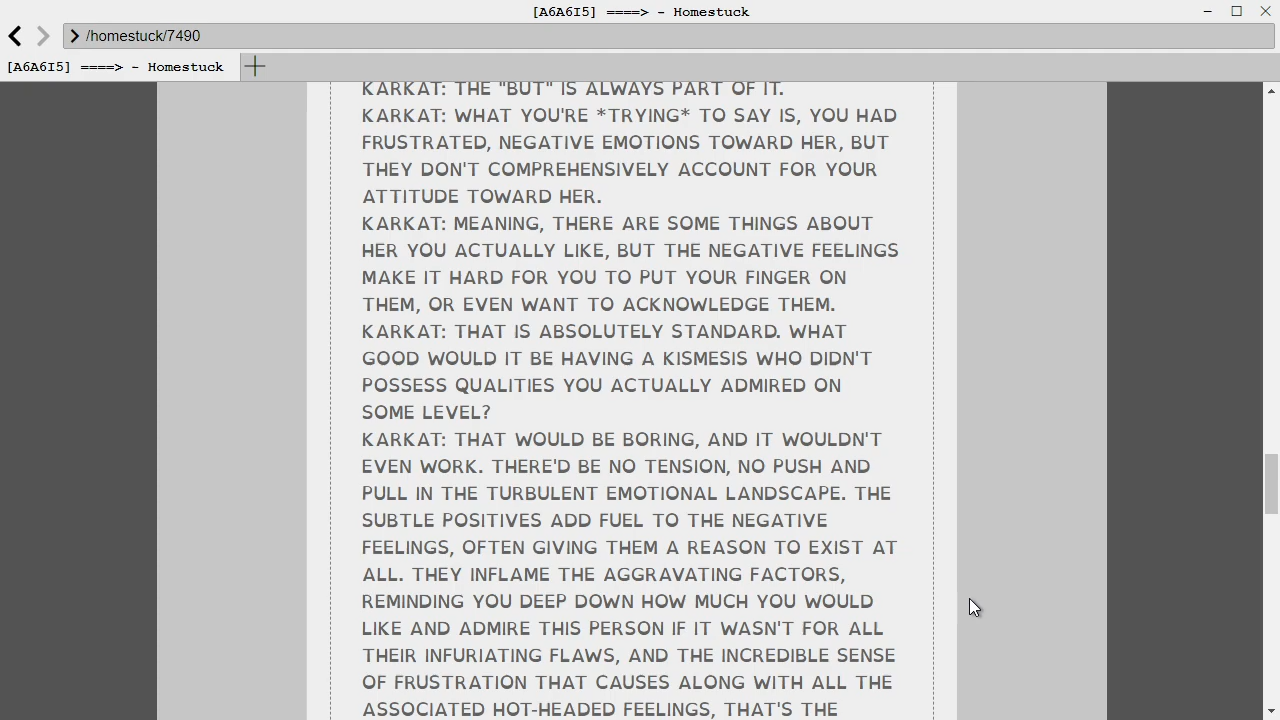 [A6A6I5] ====> - Homestuck
/homestuck/7490
[A6A6I5] ====> - Homestuck
KARKAT: THE "BUT" IS ALWAYS PART OF IT.
KARKAT: WHAT YOU'RE *TRYING* TO SAY IS, YOU HAD
FRUSTRATED, NEGATIVE EMOTIONS TOWARD HER, BUT
THEY DON'T COMPREHENSIVELY ACCOUNT FOR YOUR
ATTITUDE TOWARD HER.
KARKAT: MEANING, THERE ARE SOME THINGS ABOUT
HER YOU ACTUALLY LIKE, BUT THE NEGATIVE FEELINGS
MAKE IT HARD FOR YOU TO PUT YOUR FINGER ON
THEM, OR EVEN WANT TO ACKNOWLEDGE THEM.
KARKAT: THAT IS ABSOLUTELY STANDARD. WHAT
GOOD WOULD IT BE HAVING A KISMESIS WHO DIDN'T
POSSESS QUALITIES YOU ACTUALLY ADMIRED ON
SOME LEVEL?
KARKAT: THAT WOULD BE BORING, AND IT WOULDN'T
EVEN WORK. THERE'D BE NO TENSION, NO PUSH AND
PULL IN THE TURBULENT EMOTIONAL LANDSCAPE. THE
SUBTLE POSITIVES ADD FUEL TO THE NEGATIVE
FEELINGS, OFTEN GIVING THEM A REASON TO EXIST AT
ALL. THEY INFLAME THE AGGRAVATING FACTORS,
REMINDING YOU DEEP DOWN HOW MUCH YOU WOULD
LIKE AND ADMIRE THIS PERSON IF IT WASN'T FOR ALL
THEIR INFURIATING FLAWS, AND THE INCREDIBLE SENSE
OF FRUSTRATION THAT CAUSES ALONG WITH ALL THE
ASSOCIATED HOT-HEADED FEELINGS, THAT'S THE